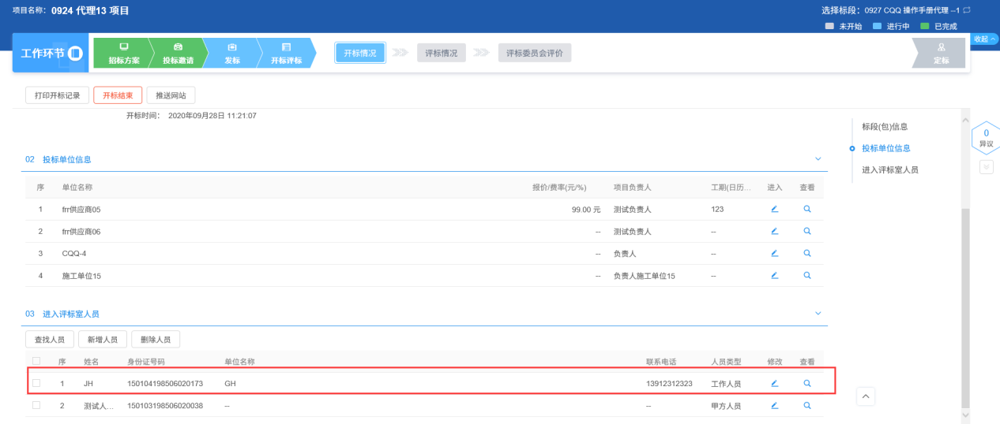 项目名称: 0924 代理13 项目
选择标段: 0927 CQQ 操作手册代理 --1
未开始 进行中 已完成
收起
工作环节 招标方案 投标邀请 发标 开标评标 开标情况 评标情况 评标委员会评价 定标
打印开标记录 开标结束 推送网站
开标时间: 2020年09月28日 11:21:07
标段(包)信息
投标单位信息
进入评标室人员
0
异议
02 投标单位信息
序 单位名称 报价/费率(元/%) 项目负责人 工期(日历... 进入 查看
1 frr供应商05 99.00 元 测试负责人 123
2 frr供应商06 -- 测试负责人 --
3 CQQ-4 -- 负责人 --
4 施工单位15 -- 负责人施工单位15 --
03 进入评标室人员
查找人员 新增人员 删除人员
序 姓名 身份证号码 单位名称 联系电话 人员类型 修改 查看
1 JH 150104198506020173 GH 13912312323 工作人员
2 测试人... 150103198506020038 -- -- 甲方人员